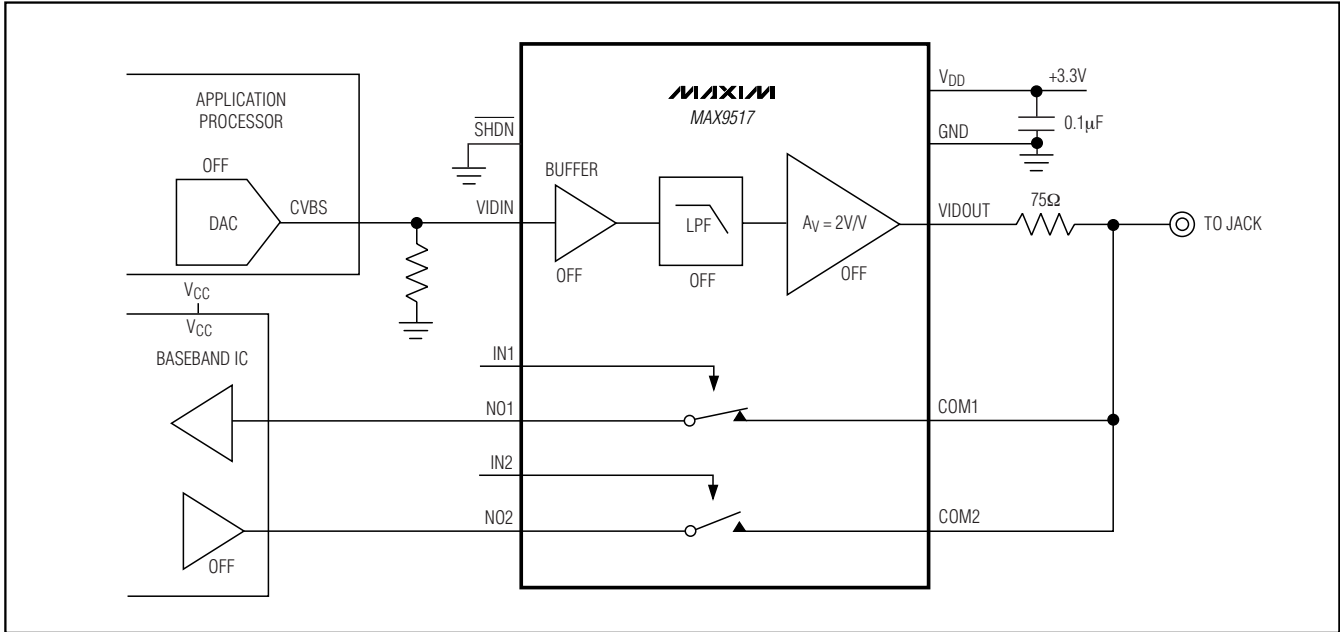 APPLICATION
PROCESSOR
OFF
DAC
CVBS
SHDN
VIDIN
MAXIM
MAX9517
BUFFER
OFF
LPF
OFF
AV = 2V/V
OFF
VDD
+3.3V
0.1µF
GND
VIDOUT
75Ω
TO JACK
VCC
VCC
BASEBAND IC
OFF
IN1
NO1
COM1
IN2
NO2
COM2